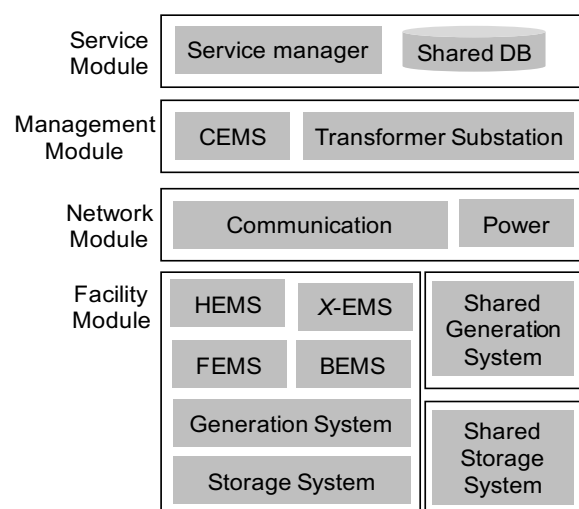 Service
Module
Service manager
Shared DB
Management
Module
CEMS
Transformer Substation
Network
Module
Communication
Power
Facility
Module
HEMS
X-EMS
FEMS
BEMS
Generation System
Storage System
Shared
Generation
System
Shared
Storage
System